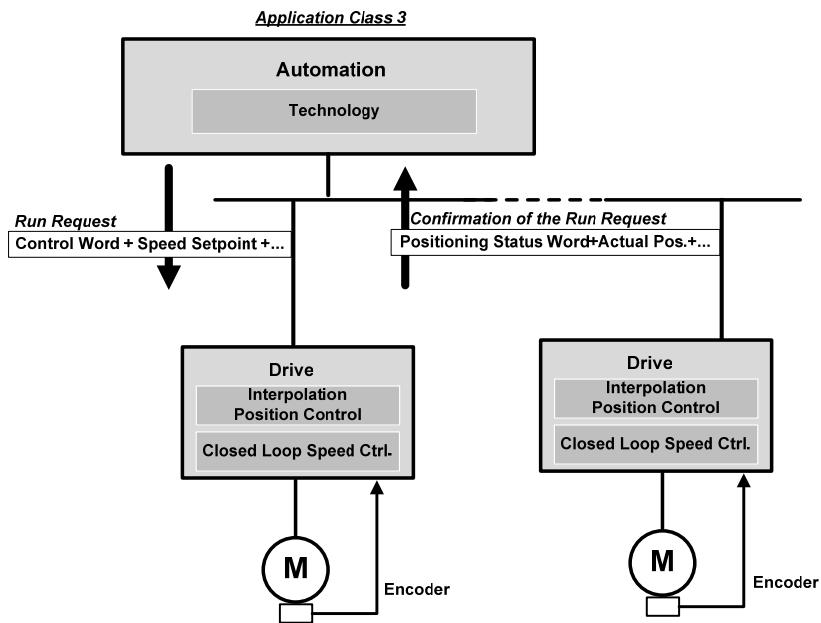 Application Class 3
Automation
Technology
Run Request
Control Word + Speed Setpoint +...
Confirmation of the Run Request
Positioning Status Word+Actual Pos.+...
Drive
Interpolation
Position Control
Closed Loop Speed Ctrl.
M
Encoder
Drive
Interpolation
Position Control
Closed Loop Speed Ctrl.
M
Encoder